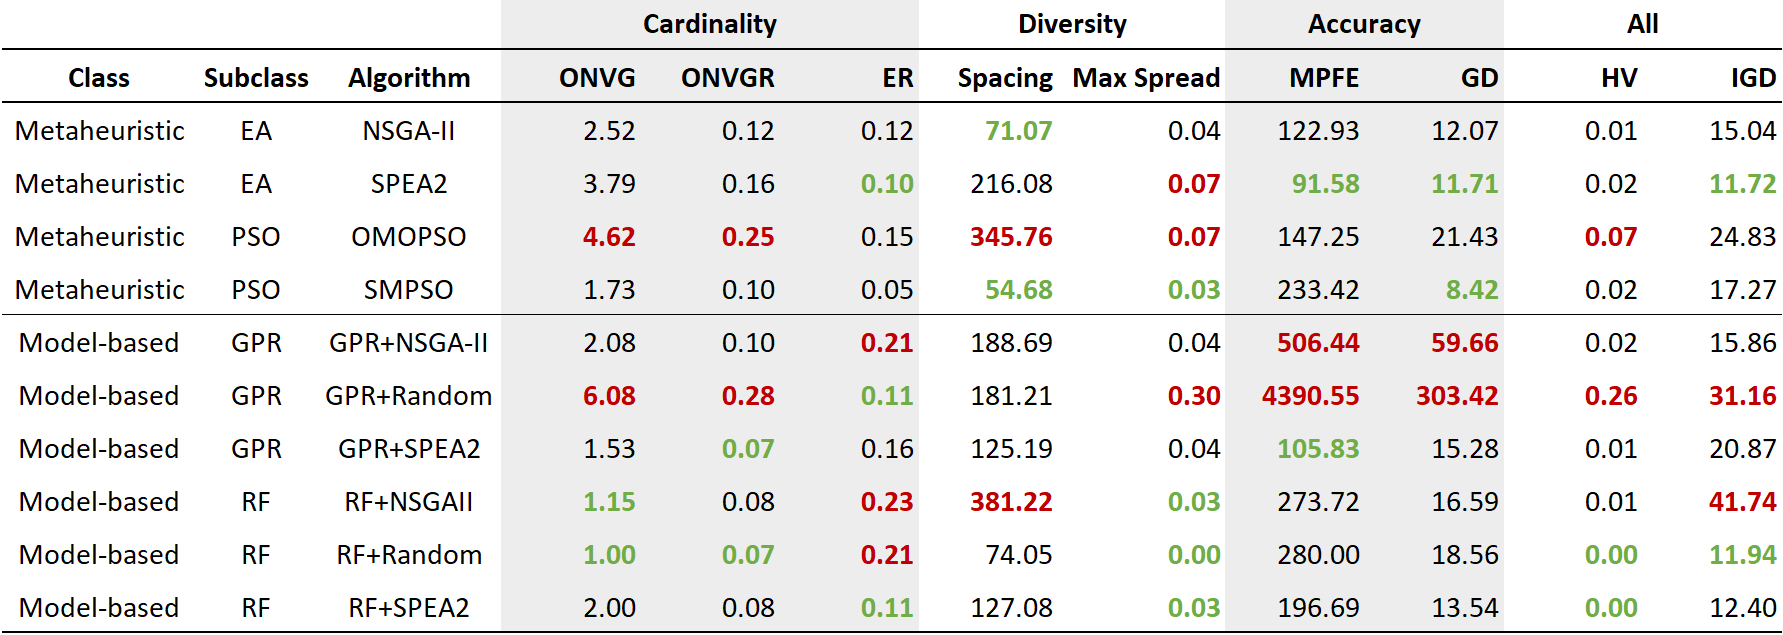 Cardinality Diversity Accuracy All
Class Subclass Algorithm ONVG ONVGR ER Spacing Max Spread MPFE GD HV IGD
Metaheuristic EA NSGA-II 2.52 0.12 0.12 71.07 0.04 122.93 12.07 0.01 15.04
Metaheuristic EA SPEA2 3.79 0.16 0.10 216.08 0.07 91.58 11.71 0.02 11.72
Metaheuristic PSO OMOPSO 4.62 0.25 0.15 345.76 0.07 147.25 21.43 0.07 24.83
Metaheuristic PSO SMPSO 1.73 0.10 0.05 54.68 0.03 233.42 8.42 0.02 17.27
Model-based GPR GPR+NSGA-II 2.08 0.10 0.21 188.69 0.04 506.44 59.66 0.02 15.86
Model-based GPR GPR+Random 6.08 0.28 0.11 181.21 0.30 4390.55 303.42 0.26 31.16
Model-based GPR GPR+SPEA2 1.53 0.07 0.16 125.19 0.04 105.83 15.28 0.01 20.87
Model-based RF RF+NSGAII 1.15 0.08 0.23 381.22 0.03 273.72 16.59 0.01 41.74
Model-based RF RF+Random 1.00 0.07 0.21 74.05 0.00 280.00 18.56 0.00 11.94
Model-based RF RF+SPEA2 2.00 0.08 0.11 127.08 0.03 196.69 13.54 0.00 12.40